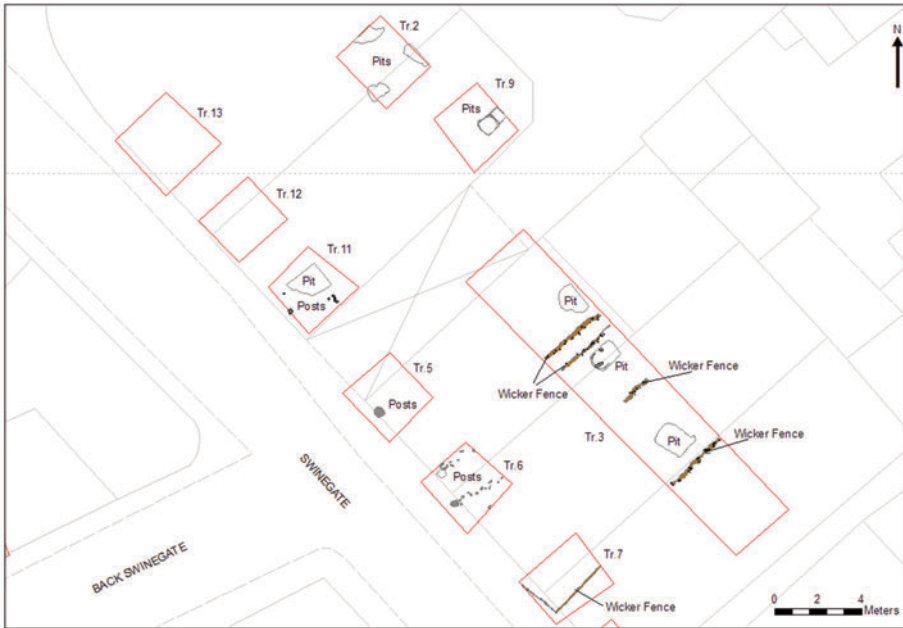 Tr.2
N
Pits
Tr.9
Pits
Tr.13
Tr.12
Tr.11
Pit
Posts
Pit
Wicker Fence
Pit
Wicker Fence
Tr.5
Posts
Tr.3
Pit
Wicker Fence
Tr.6
Posts
SWINEGATE
BACK SWINEGATE
Tr.7
Wicker Fence
0 2 4
Meters